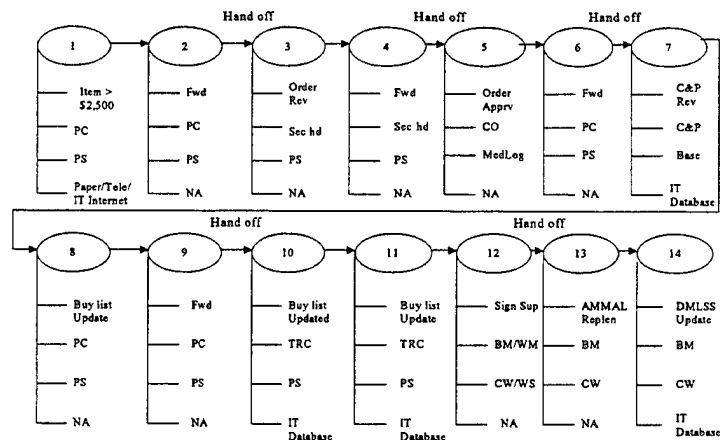 Hand off Hand off Hand off
1 2 3 4 5 6 7
Item > Fwd Order Fwd Order Fwd C&P
$2,500 Rev Apprv Rev
PC PC Sec hd Sec hd CO PC C&P
PS PS PS PS MedLog PS Base
Paper/Tele/ NA NA NA NA NA IT
IT Internet Database
Hand off Hand off
8 9 10 11 12 13 14
Buy list Fwd Buy list Buy list Sign Sup AMMAL DMLSS
Update Updated Update Replen Update
PC PC TRC TRC BM/WM BM BM
PS PS PS PS CW/WS CW CW
NA NA IT IT NA NA IT
Database Database Database